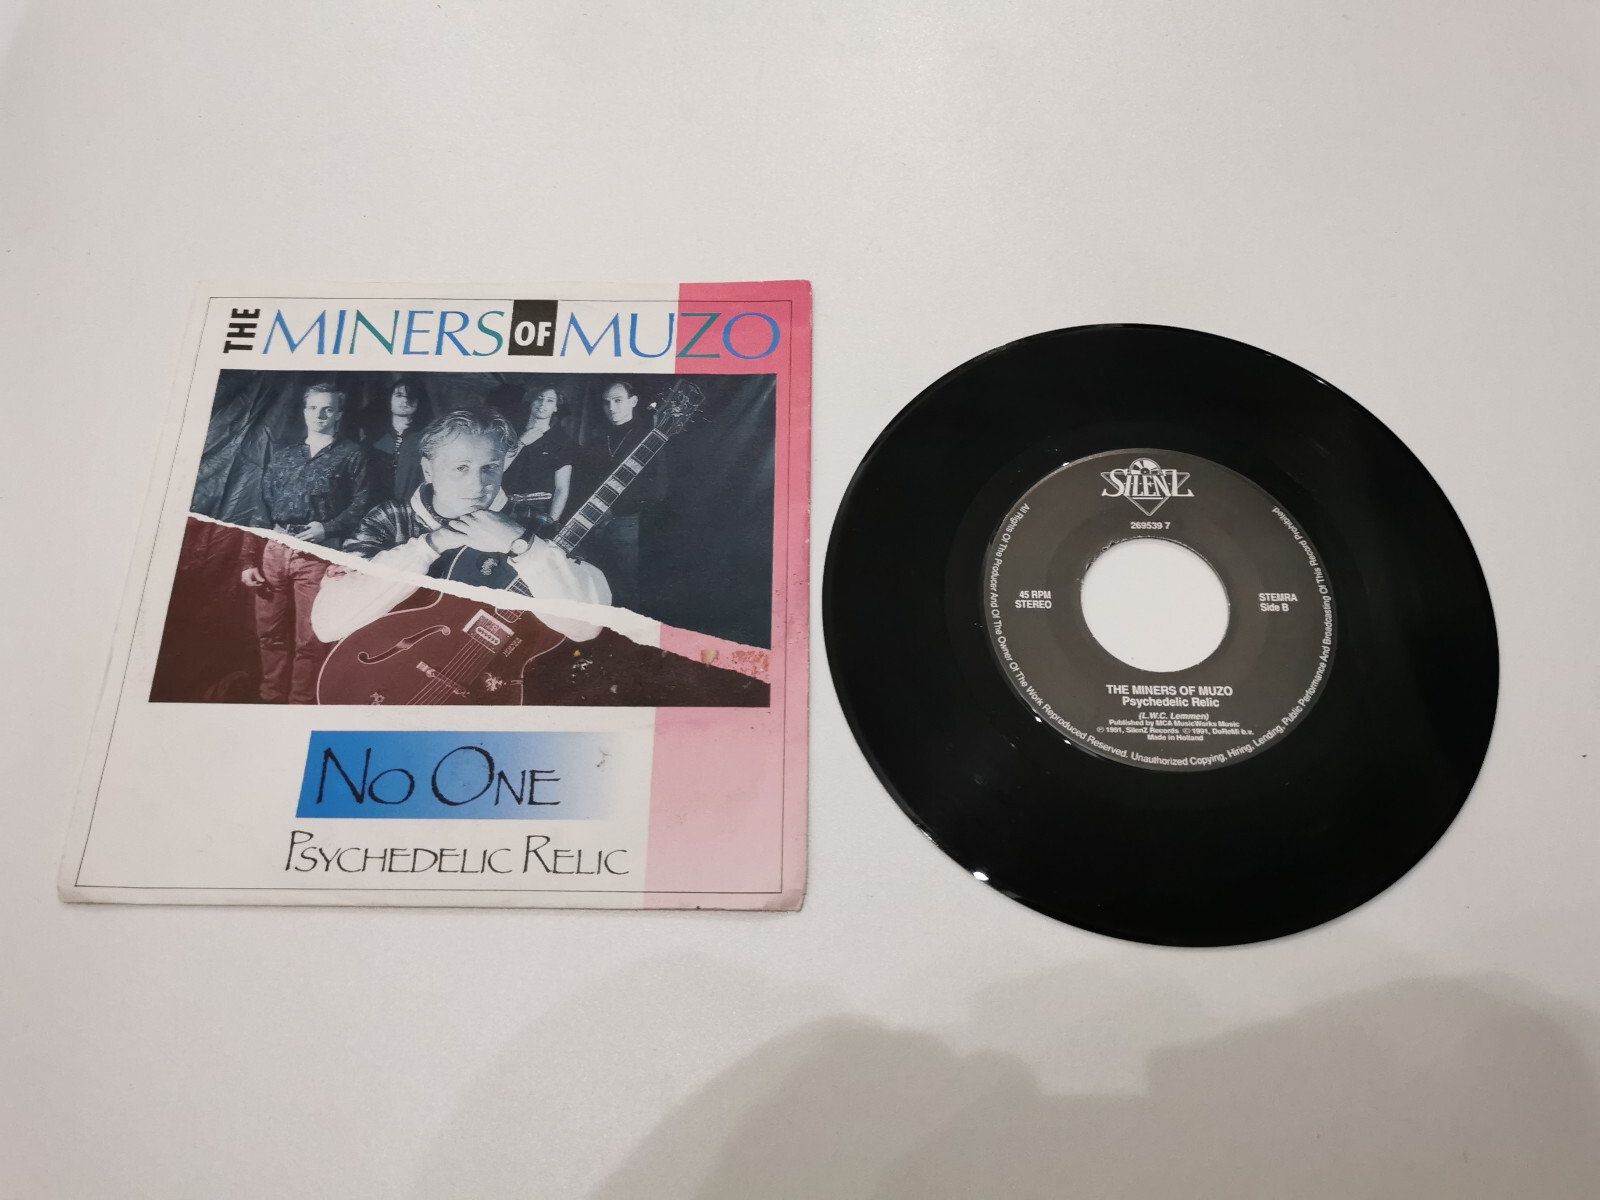 THE MINERS OF MUZO
NO ONE
PSYCHEDELIC RELIC
SILENZ
269539 7
45 RPM
STEREO
STEMRA
Side B
THE MINERS OF MUZO
Psychedelic Relic
(L.W.C. Lemmen)
Published by MCA MusicWorks Music
℗ 1991, SilenZ Records © 1991, DoReMi b.v.
Made in Holland
All Rights Of The Producer And Of The Owner Of The Work Reproduced Reserved. Unauthorized Copying, Hiring, Lending, Public Performance And Broadcasting Of This Record Prohibited.